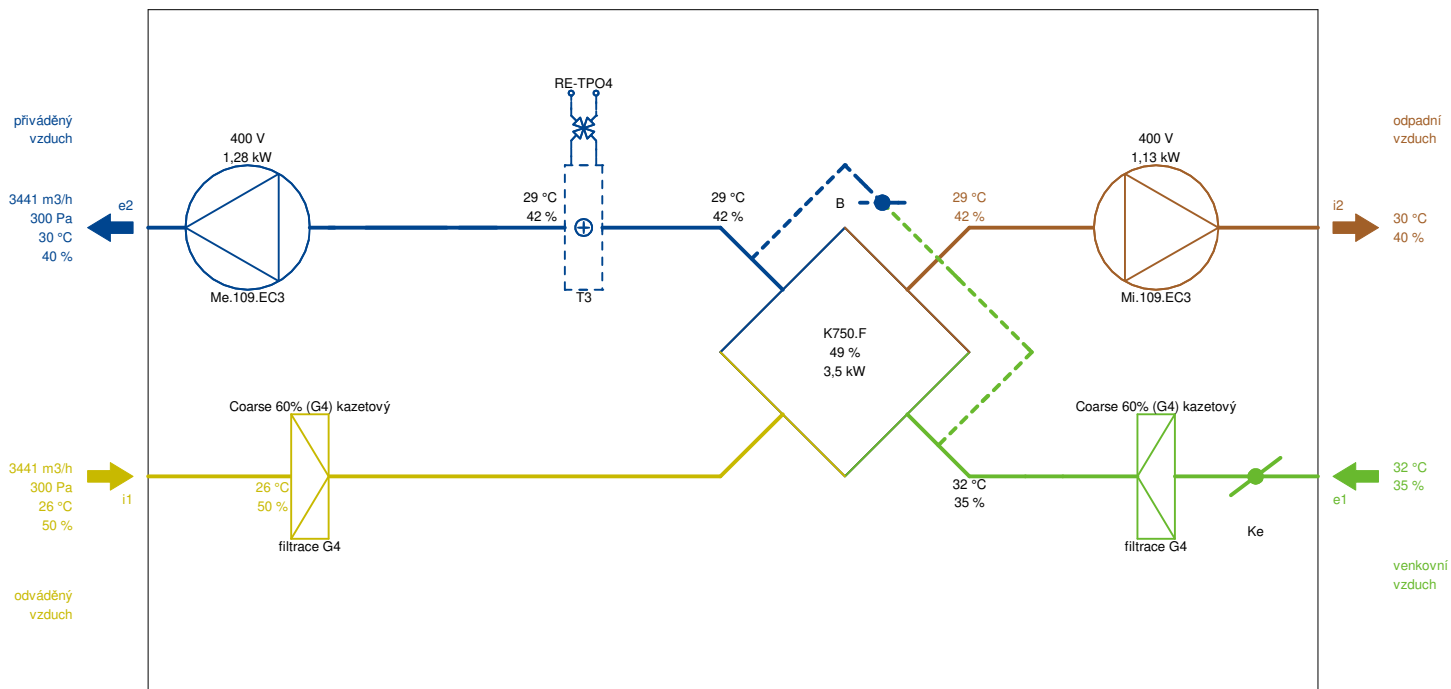 RE-TPO4
přiváděný
vzduch
400 V
1,28 kW
3441 m3/h
300 Pa
30 °C
40 %
e2
Me.109.EC3
29 °C
42 %
T3
29 °C
42 %
B
29 °C
42 %
400 V
1,13 kW
Mi.109.EC3
odpadní
vzduch
i2
30 °C
40 %
K750.F
49 %
3,5 kW
Coarse 60% (G4) kazetový
3441 m3/h
300 Pa
26 °C
50 %
i1
26 °C
50 %
filtrace G4
odváděný
vzduch
32 °C
35 %
Coarse 60% (G4) kazetový
filtrace G4
Ke
32 °C
35 %
e1
venkovní
vzduch